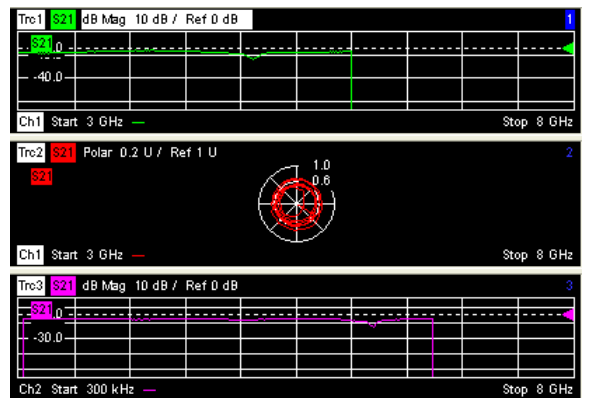 Trc1 S21 dB Mag 10 dB / Ref 0 dB 1
S21 0
-40.0
Ch1 Start 3 GHz — Stop 8 GHz
Trc2 S21 Polar 0.2 U / Ref 1 U 2
S21
1.0
0.6
Ch1 Start 3 GHz — Stop 8 GHz
Trc3 S21 dB Mag 10 dB / Ref 0 dB 3
S21 .0
-30.0
Ch2 Start 300 kHz — Stop 8 GHz